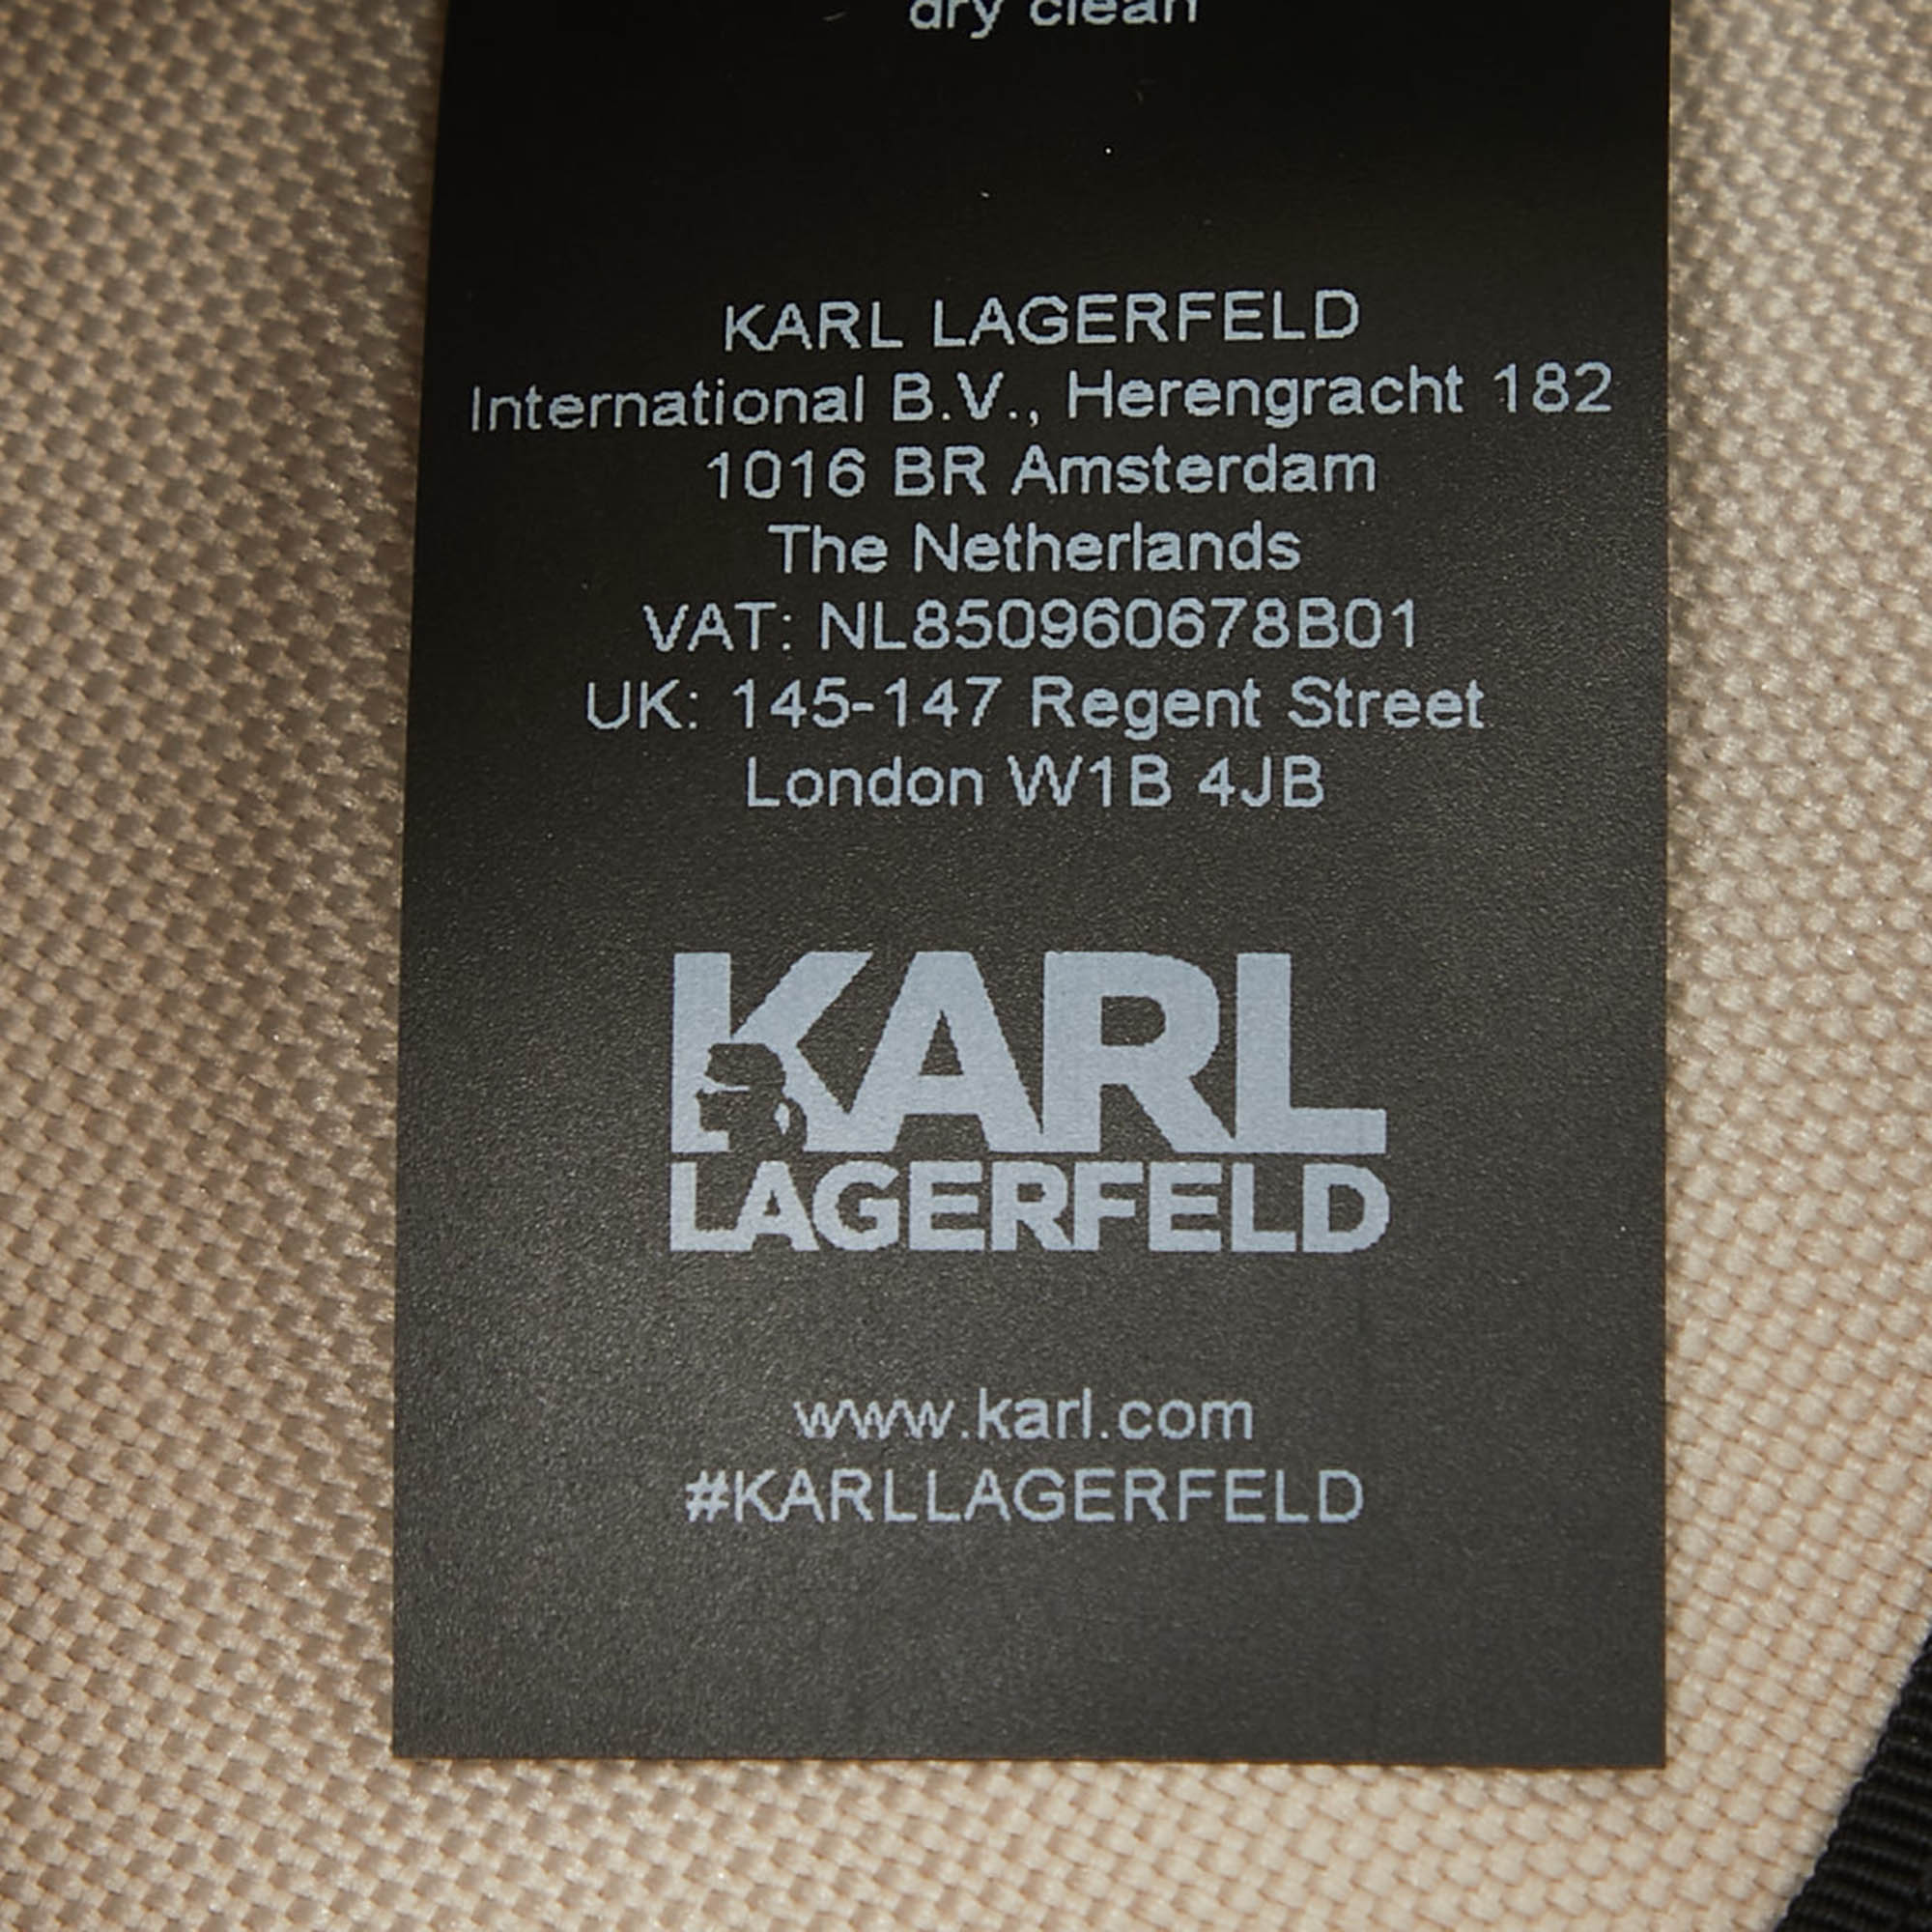 dry clean
KARL LAGERFELD
International B.V., Herengracht 182
1016 BR Amsterdam
The Netherlands
VAT: NL850960678B01
UK: 145-147 Regent Street
London W1B 4JB
KARL
LAGERFELD
www.karl.com
#KARLLAGERFELD